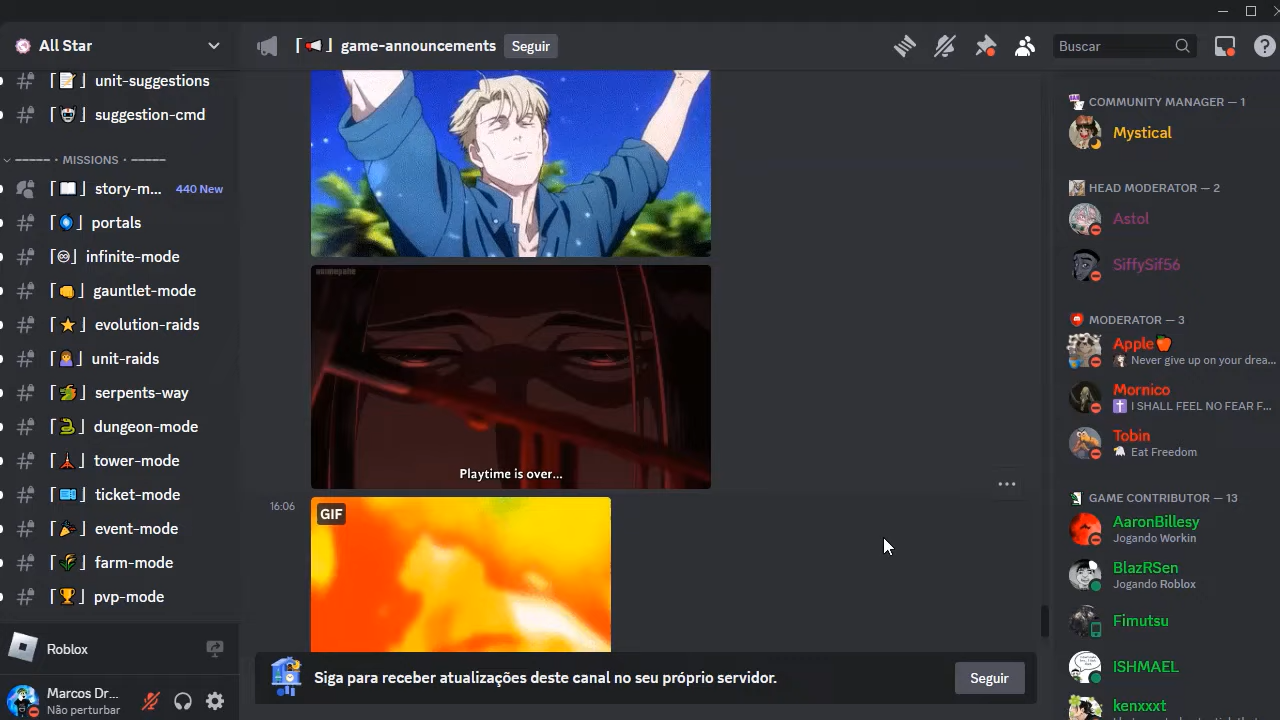 All Star
unit-suggestions
suggestion-cmd
----- · MISSIONS · -----
story-m... 440 New
portals
infinite-mode
gauntlet-mode
evolution-raids
unit-raids
serpents-way
dungeon-mode
tower-mode
ticket-mode
event-mode
farm-mode
pvp-mode
Roblox
Marcos Dr...
Não perturbar
game-announcements Seguir
Buscar
Playtime is over...
16:06
GIF
Siga para receber atualizações deste canal no seu próprio servidor.
Seguir
COMMUNITY MANAGER — 1
Mystical
HEAD MODERATOR — 2
Astol
SiffySif56
MODERATOR — 3
Apple🍎
Never give up on your drea...
Mornico
I SHALL FEEL NO FEAR F...
Tobin
Eat Freedom
GAME CONTRIBUTOR — 13
AaronBillesy
Jogando Workin
BlazRSen
Jogando Roblox
Fimutsu
ISHMAEL
kenxxxt